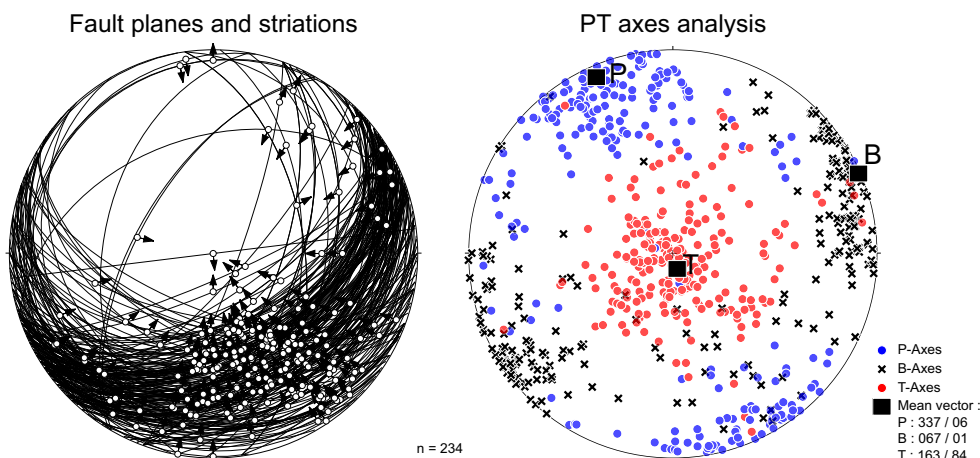 Fault planes and striations
PT axes analysis
P
B
T
n = 234
P-Axes
B-Axes
T-Axes
Mean vector :
P : 337 / 06
B : 067 / 01
T : 163 / 84